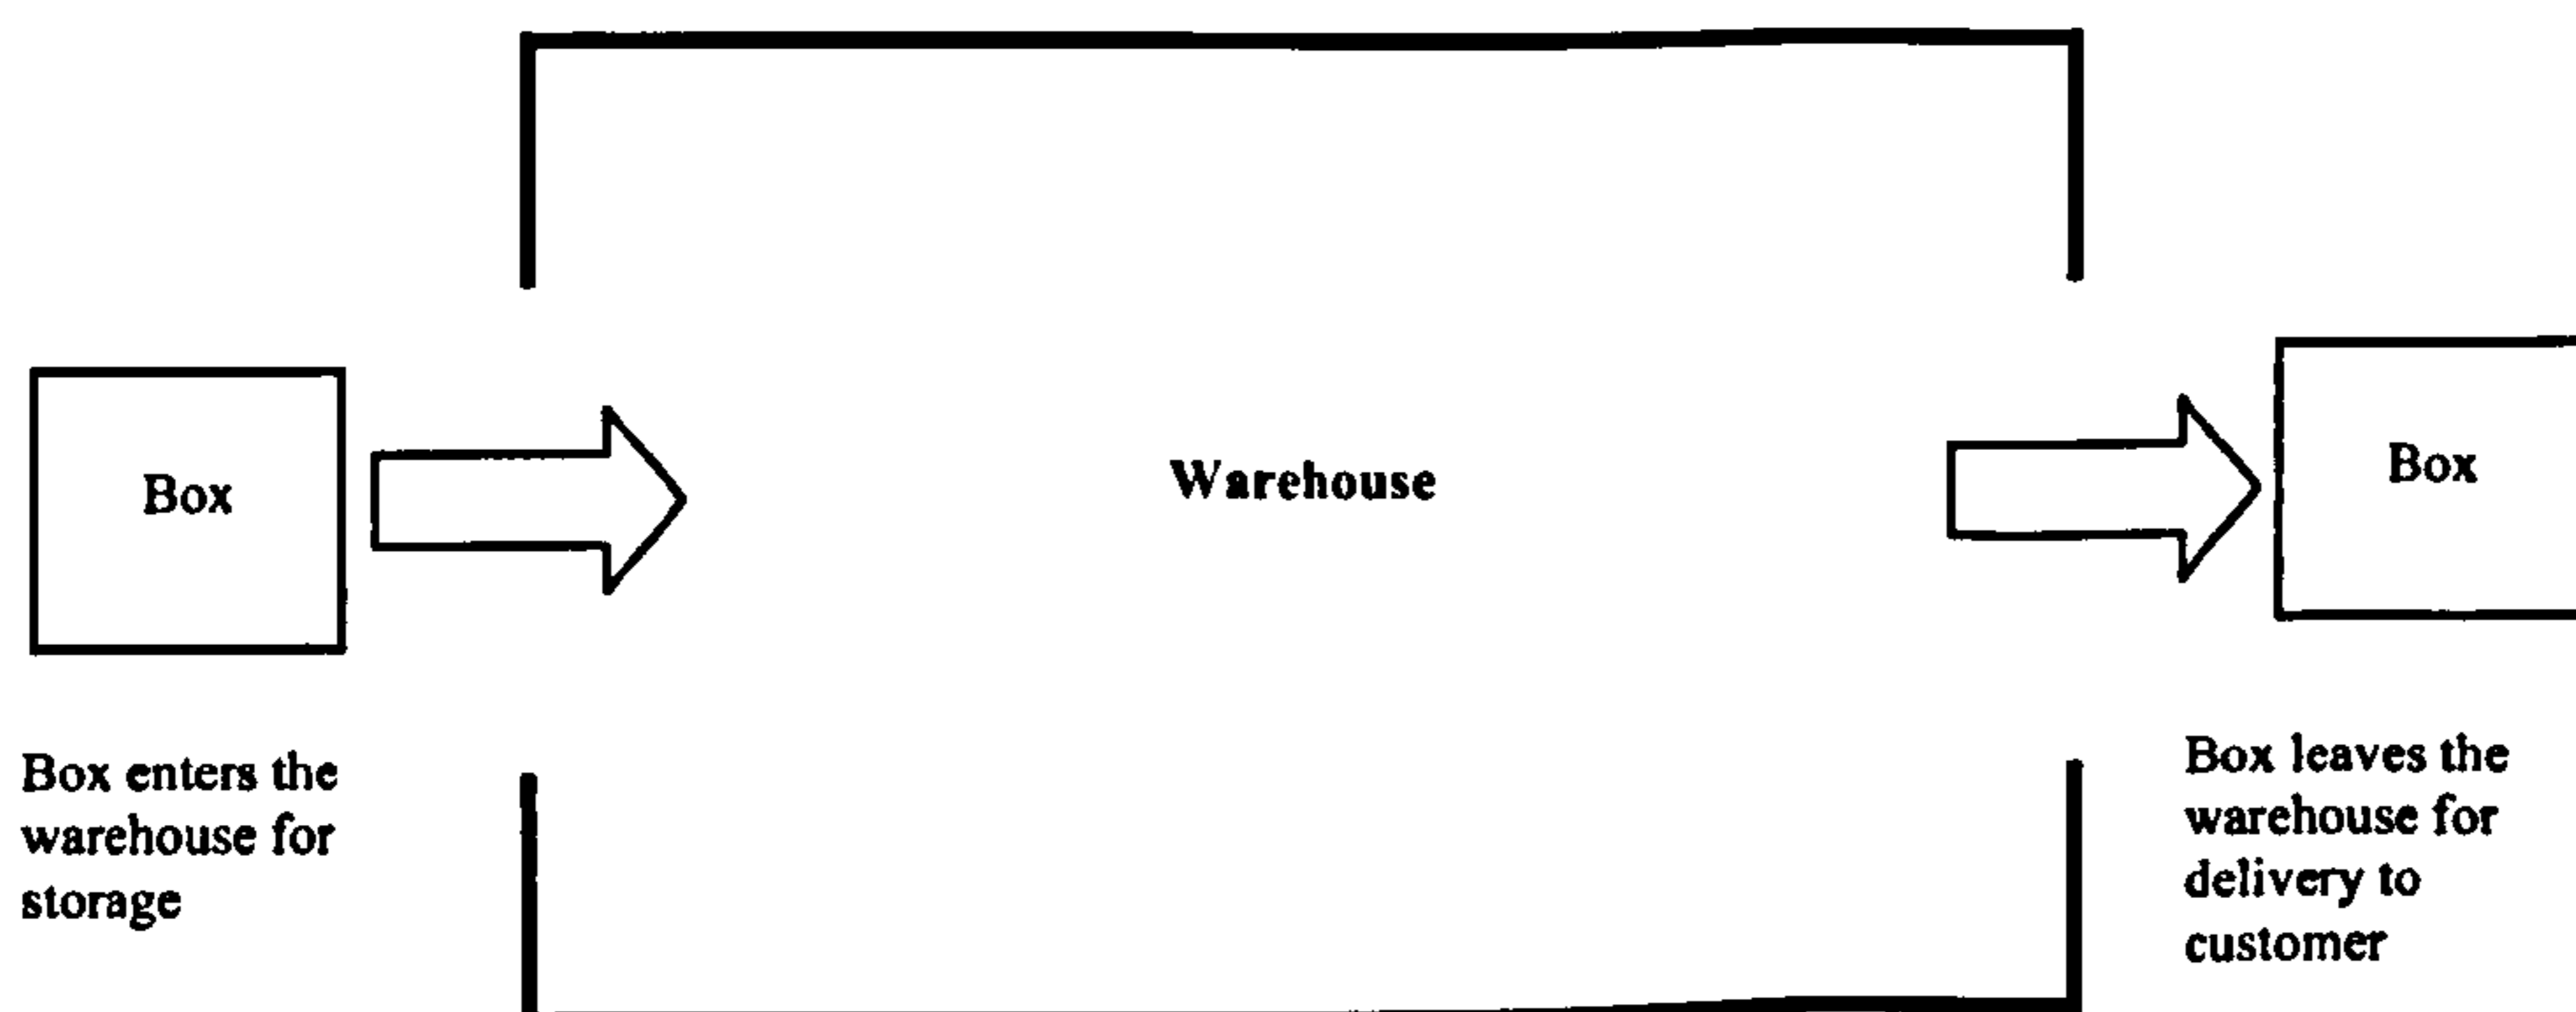 Box
Warehouse
Box
Box enters the
warehouse for
storage
Box leaves the
warehouse for
delivery to
customer